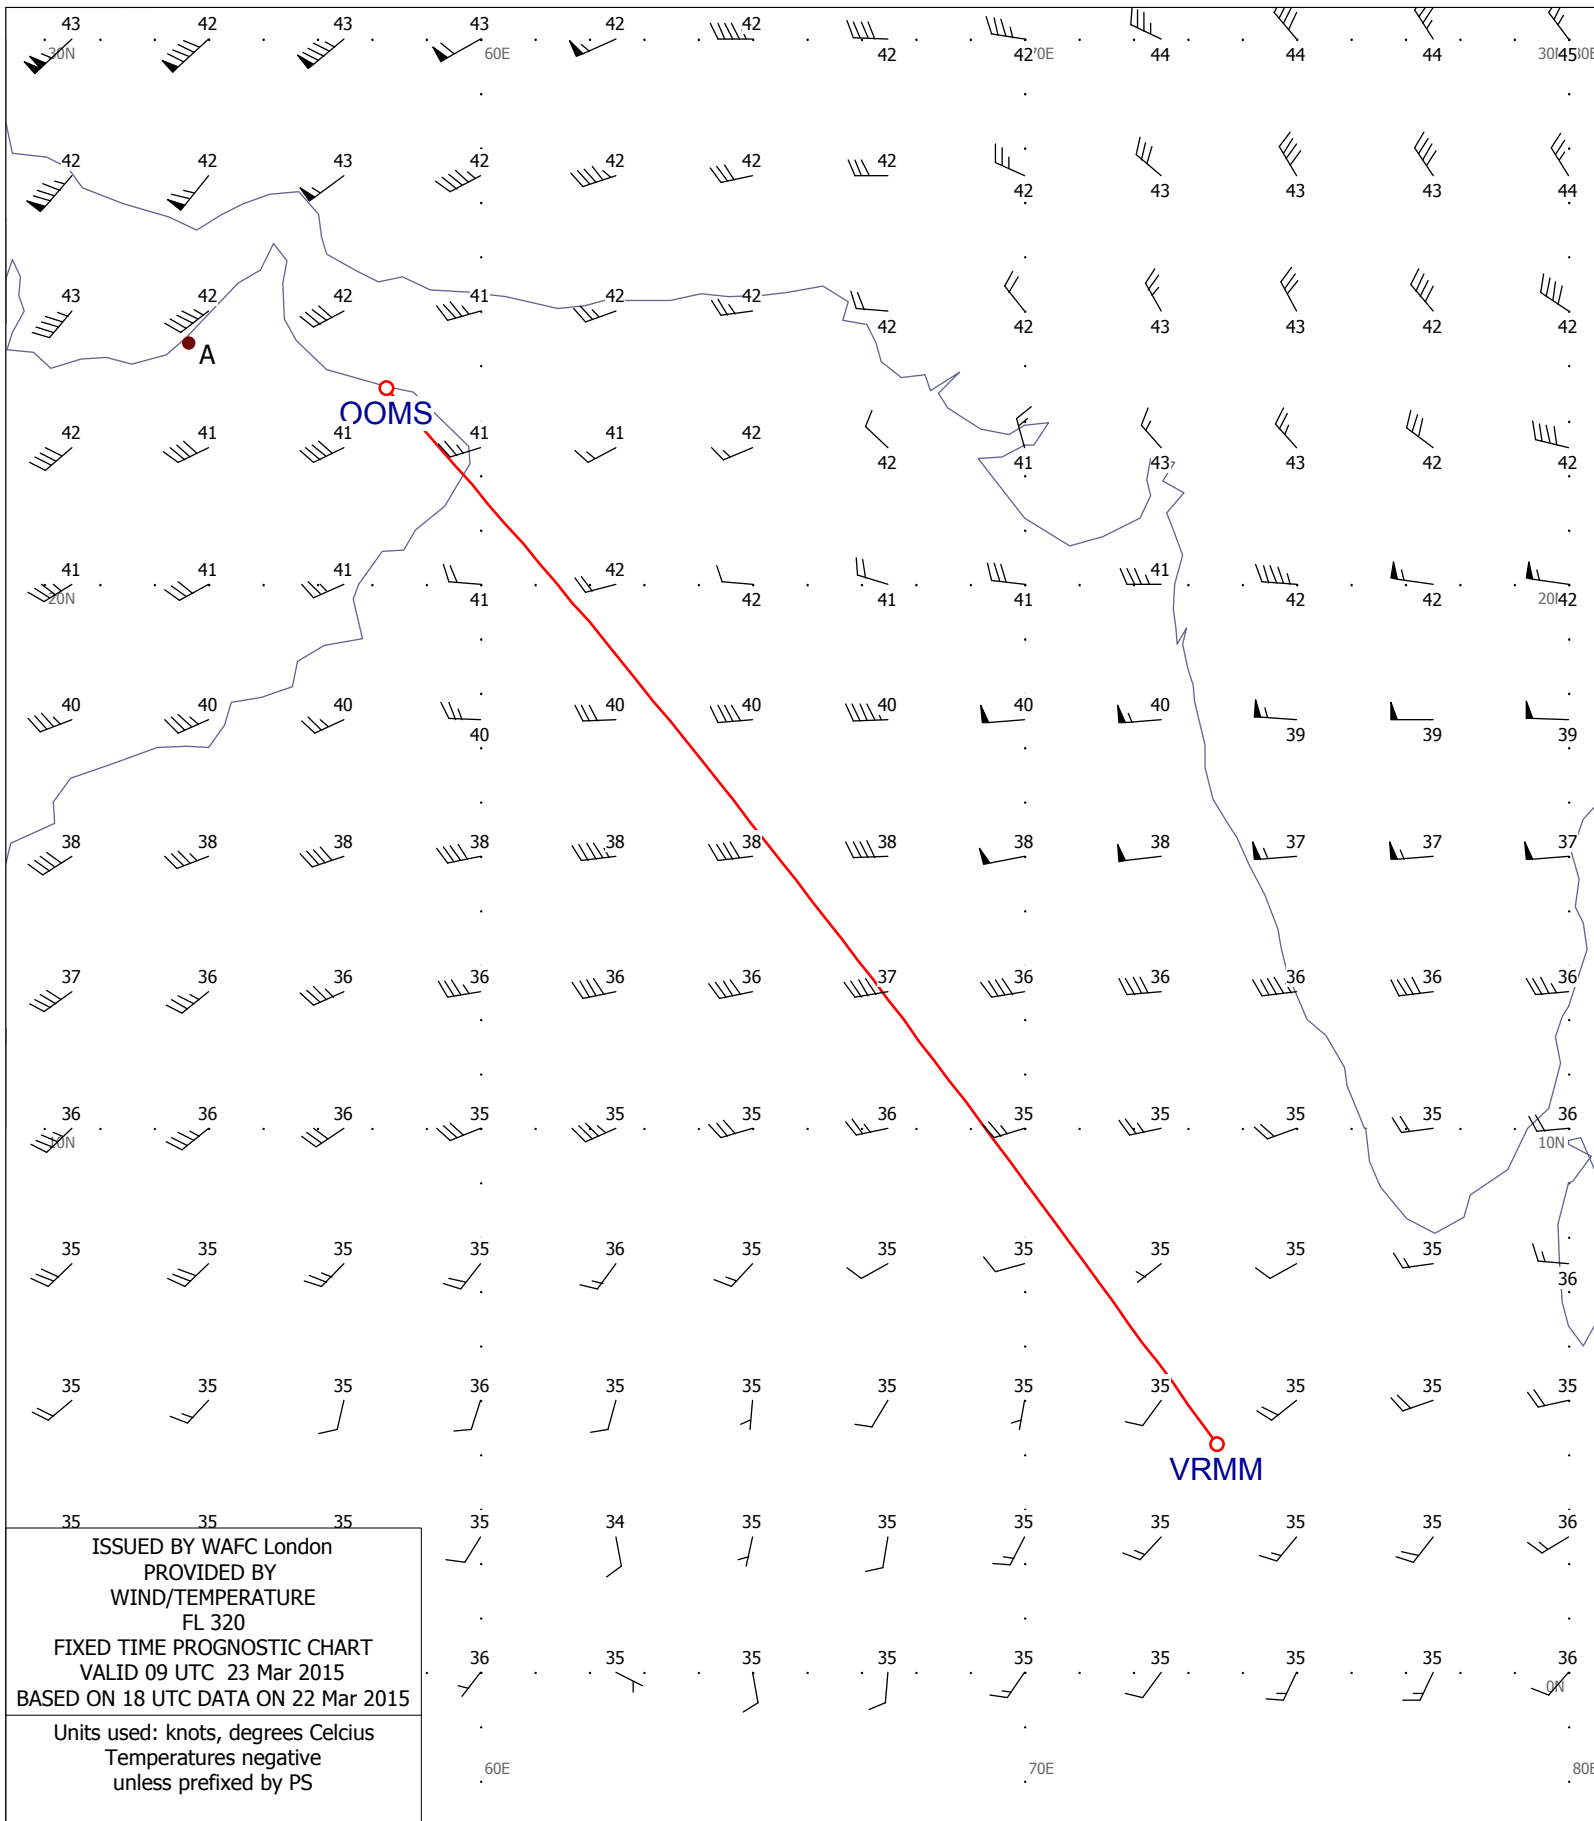 43 42 43 43 42 42
30N 60E 42 42 70E 44 44 44 30N 45 80E
42 42 43 42 42 42 42
42 43 43 43 44
43 42 42 41 42 42
42 42 43 43 42 42
A
OOMS
42 41 41 41 41 42
42 41 43 43 42 42
41 41 41 42 41
20N 41 42 41 41 42 42 20N 42
40 40 40 40 40 40 40 40
40 39 39 39
38 38 38 38 38 38 38 38 38 37 37 37
37 36 36 36 36 36 37 36 36 36 36 36
36 36 36 35 35 35 36 35 35 35 35 36
10N 10N
35 35 35 35 36 35 35 35 35 35 35
36
35 35 35 36 35 35 35 35 35 35 35 35
VRMM
35 35 35 35 34 35 35 35 35 35 35 36
ISSUED BY WAFC London
PROVIDED BY
WIND/TEMPERATURE
FL 320
FIXED TIME PROGNOSTIC CHART
VALID 09 UTC 23 Mar 2015
BASED ON 18 UTC DATA ON 22 Mar 2015
36 35 35 35 35 35 35 35 36
0N
Units used: knots, degrees Celcius
Temperatures negative
unless prefixed by PS
60E 70E 80E